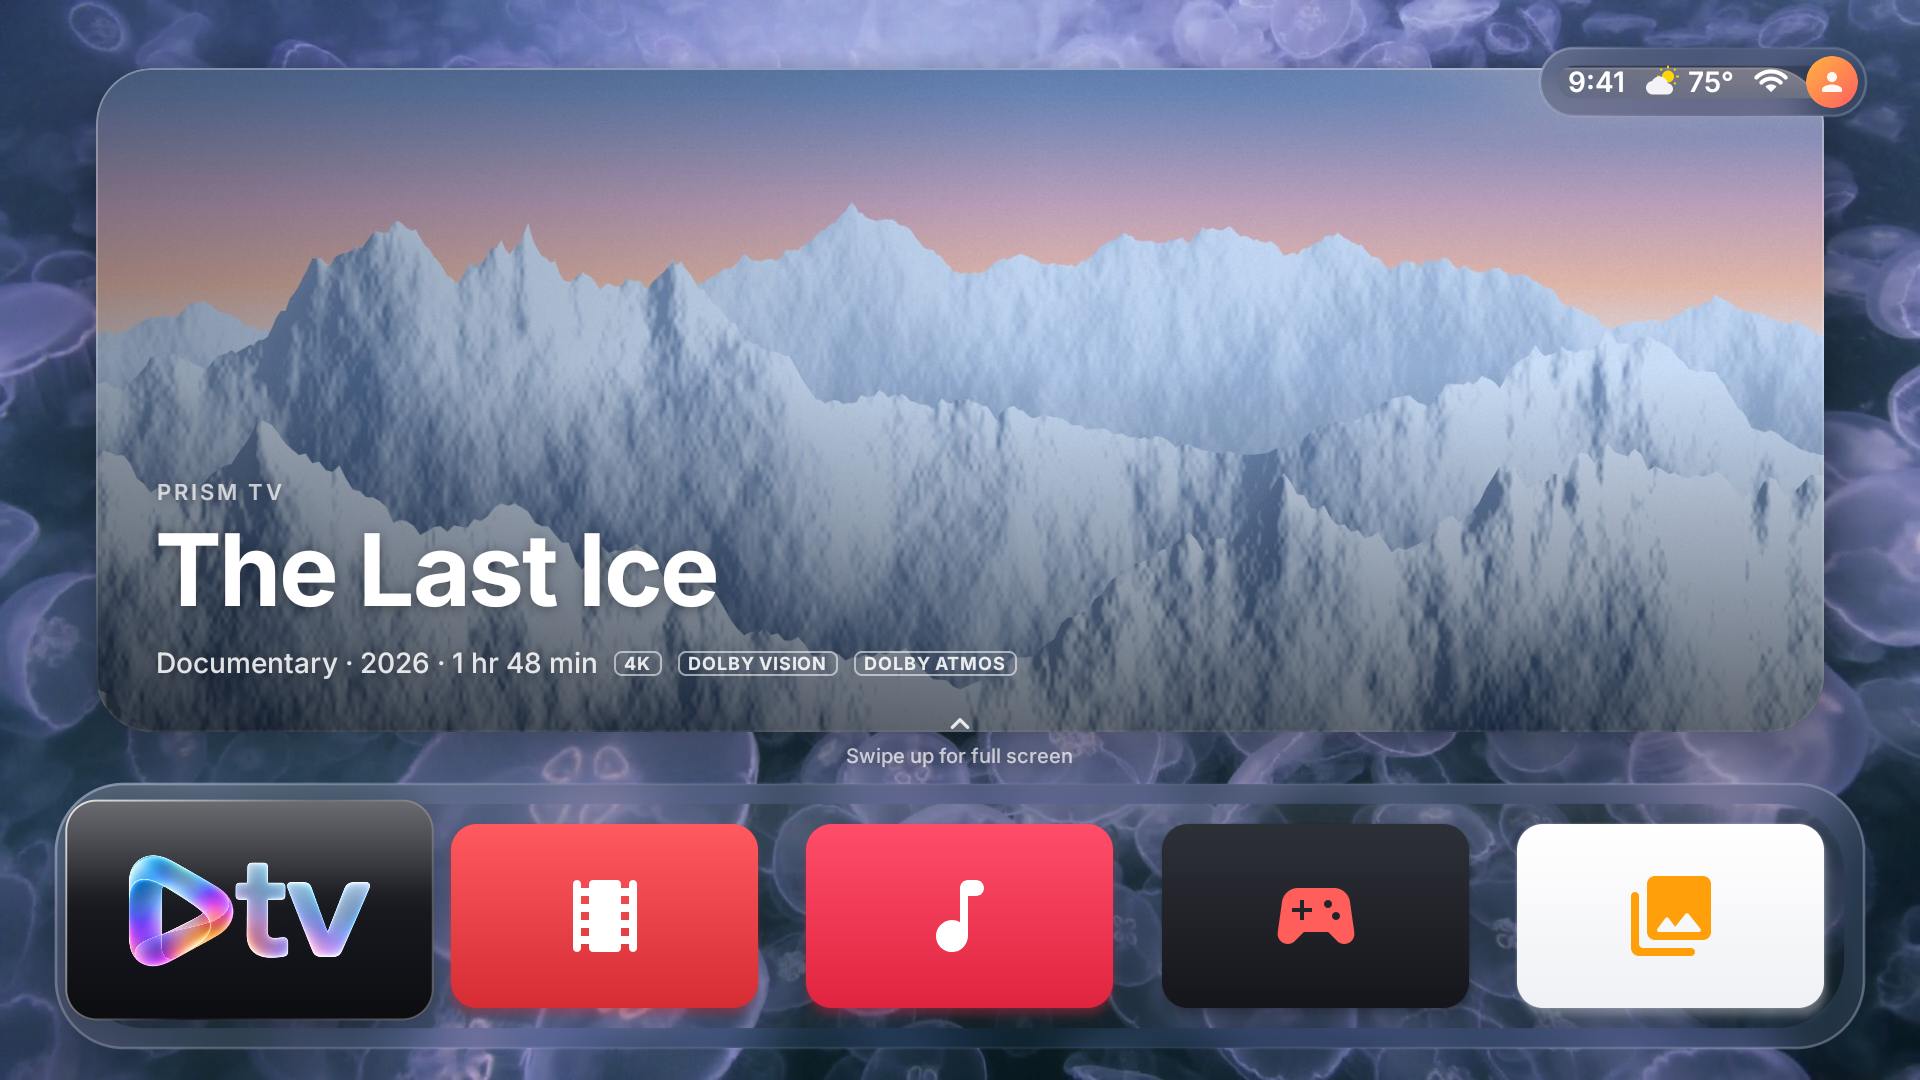 9:41 75°
PRISM TV
The Last Ice
Documentary · 2026 · 1 hr 48 min 4K DOLBY VISION DOLBY ATMOS
Swipe up for full screen
tv